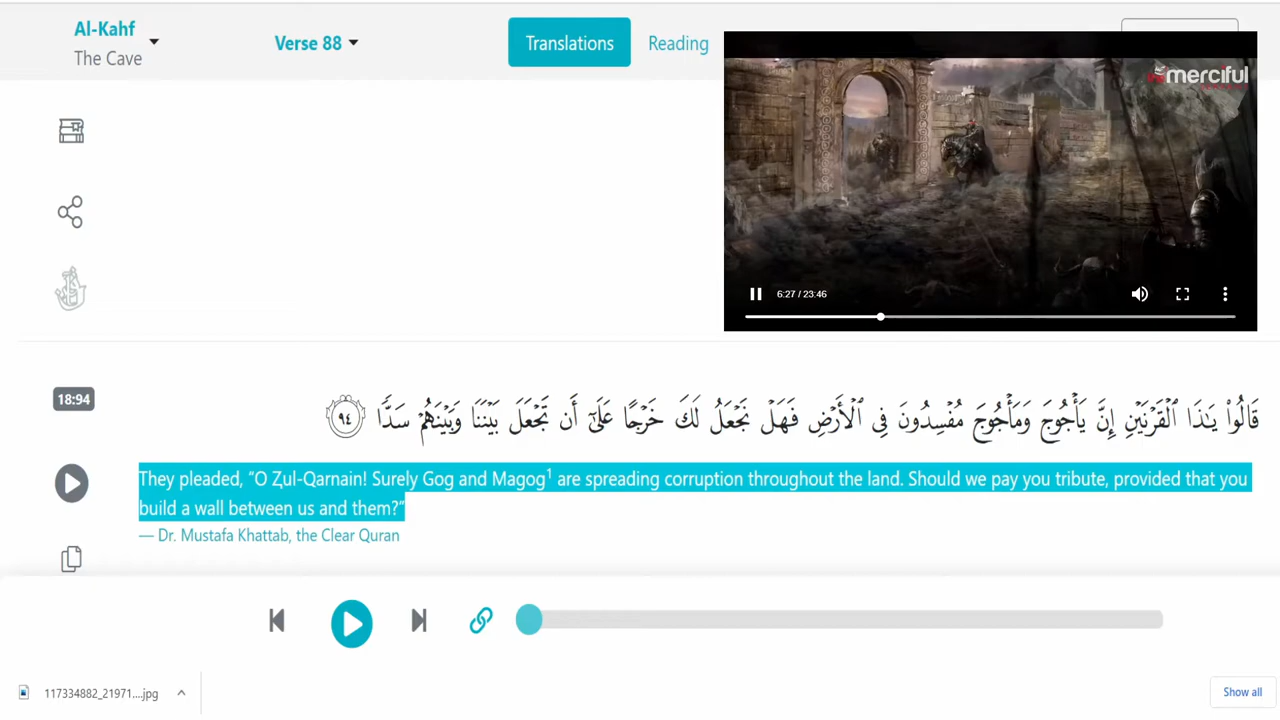 Al-Kahf
The Cave
Verse 88
Translations
Reading
merciful
6:27 / 23:46
18:94
قَالُوا۟ يَـٰذَا ٱلْقَرْنَيْنِ إِنَّ يَأْجُوجَ وَمَأْجُوجَ مُفْسِدُونَ فِى ٱلْأَرْضِ فَهَلْ نَجْعَلُ لَكَ خَرْجًا عَلَىٰٓ أَن تَجْعَلَ بَيْنَنَا وَبَيْنَهُمْ سَدًّا ٩٤
They pleaded, “O Ⱬul-Qarnain! Surely Gog and Magog¹ are spreading corruption throughout the land. Should we pay you tribute, provided that you
build a wall between us and them?”
— Dr. Mustafa Khattab, the Clear Quran
117334882_21971....jpg
Show all